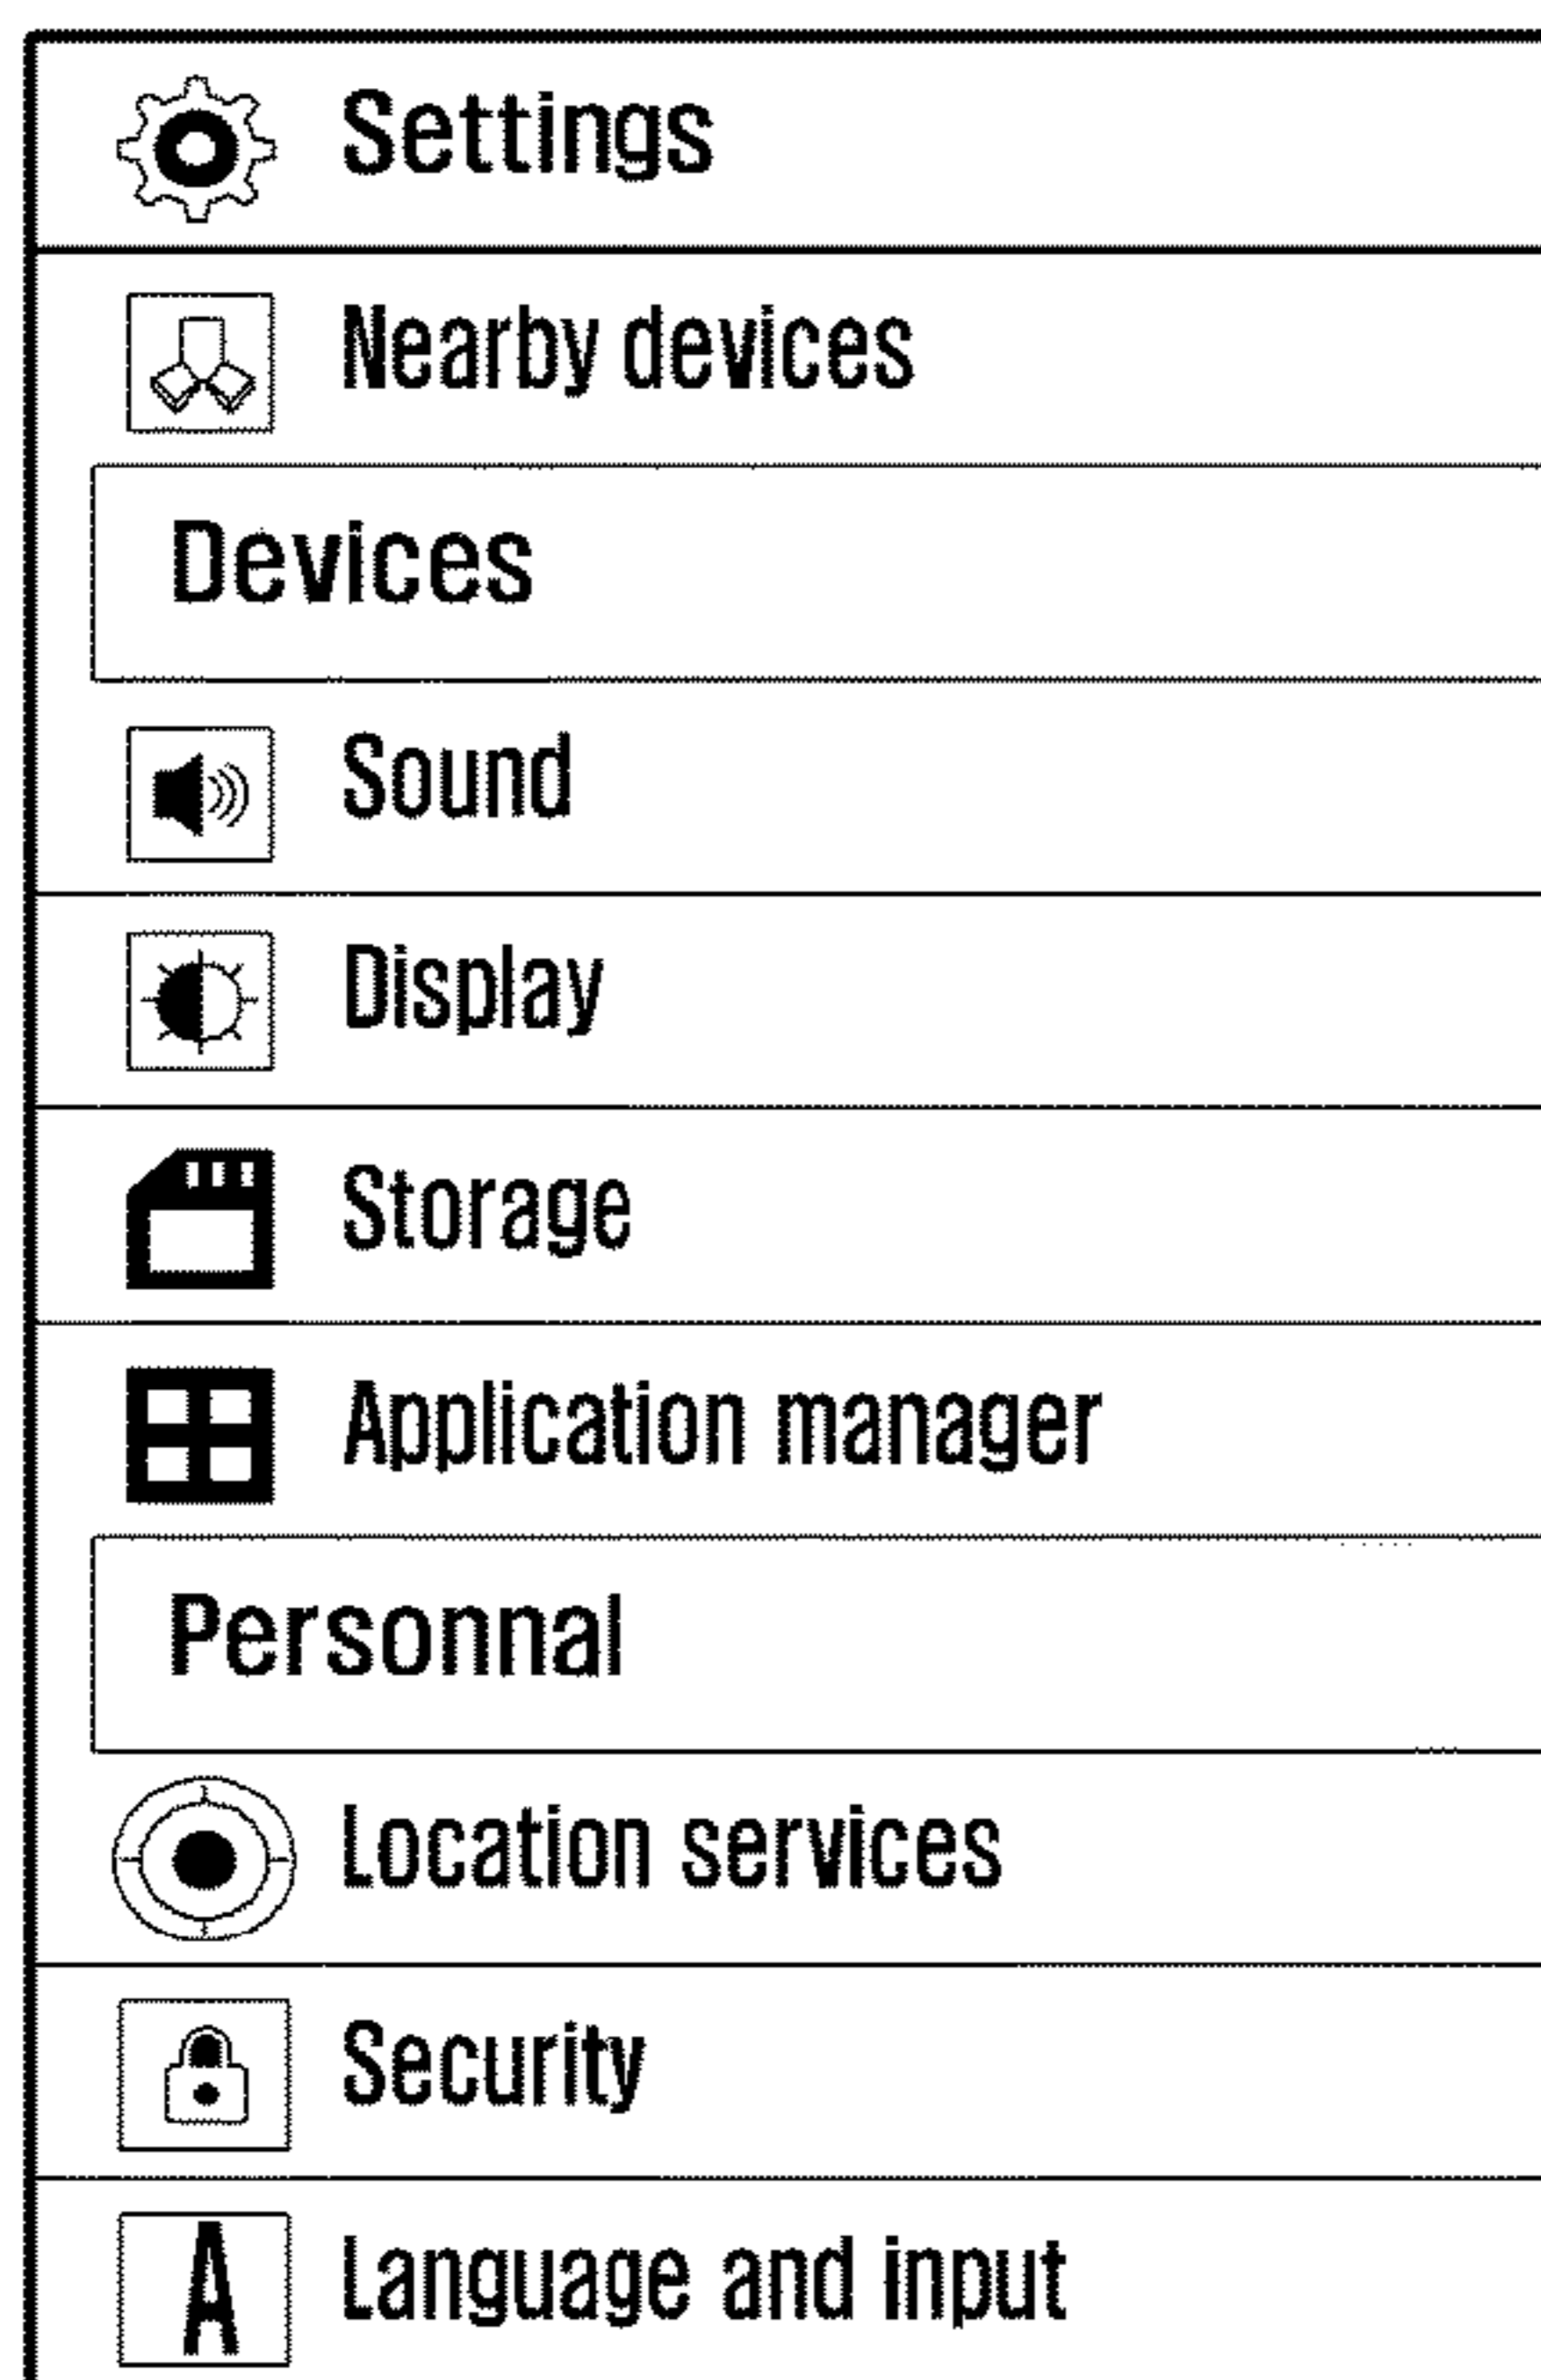 Settings
Nearby devices
Devices
Sound
Display
Storage
Application manager
Personnal
Location services
Security
A Language and input